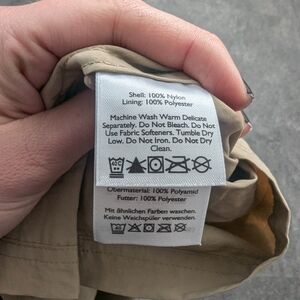 Shell: 100% Nylon
Lining: 100% Polyester
Machine Wash Warm Delicate
Separately. Do Not Bleach. Do Not
Use Fabric Softeners. Tumble Dry
Low. Do Not Iron. Do Not Dry
Clean.
Obermaterial: 100% Polyamid
Futter: 100% Polyester
Mit ähnlichen Farben waschen.
Keine Weichspüler verwenden.